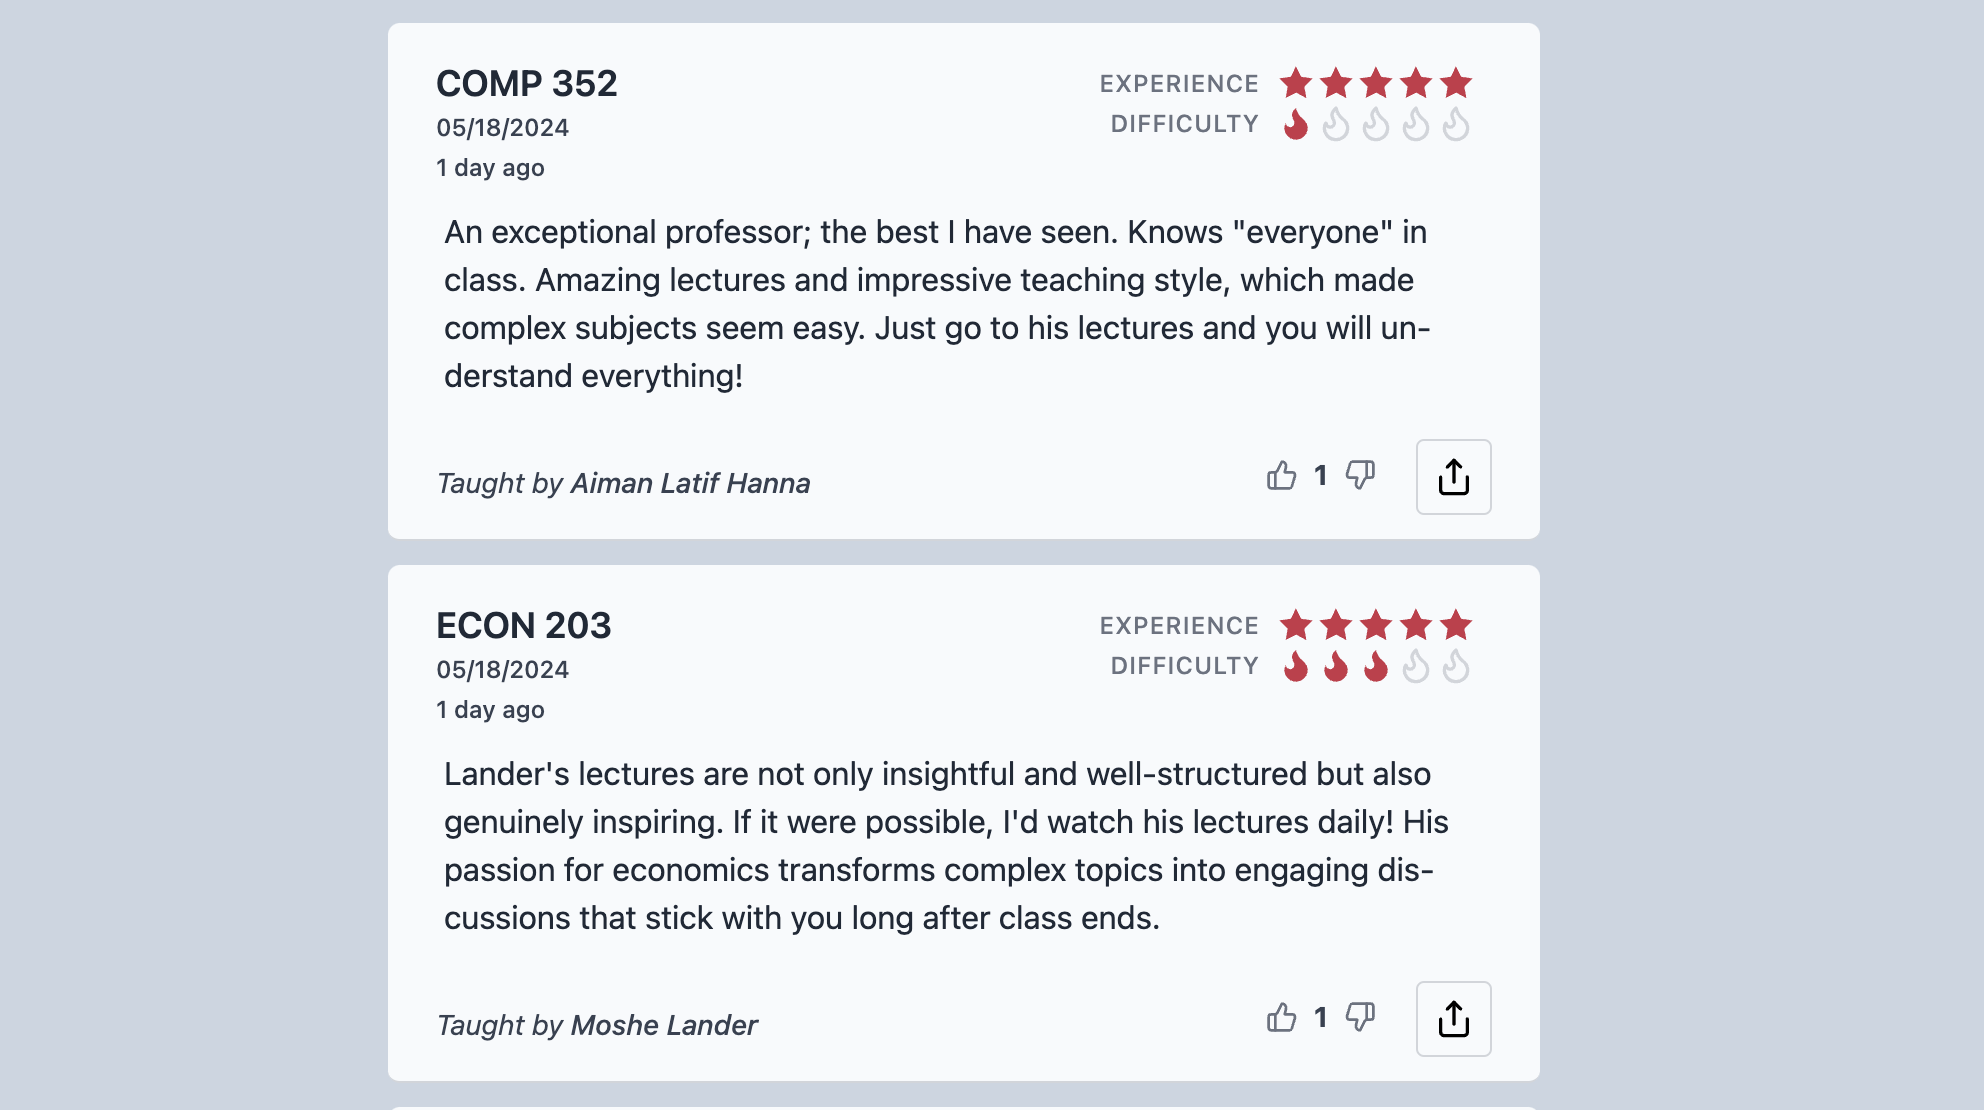 COMP 352
EXPERIENCE
05/18/2024
DIFFICULTY
1 day ago
An exceptional professor; the best I have seen. Knows "everyone" in
class. Amazing lectures and impressive teaching style, which made
complex subjects seem easy. Just go to his lectures and you will un-
derstand everything!
Taught by Aiman Latif Hanna
1
ECON 203
EXPERIENCE
05/18/2024
DIFFICULTY
1 day ago
Lander's lectures are not only insightful and well-structured but also
genuinely inspiring. If it were possible, I'd watch his lectures daily! His
passion for economics transforms complex topics into engaging dis-
cussions that stick with you long after class ends.
Taught by Moshe Lander
1